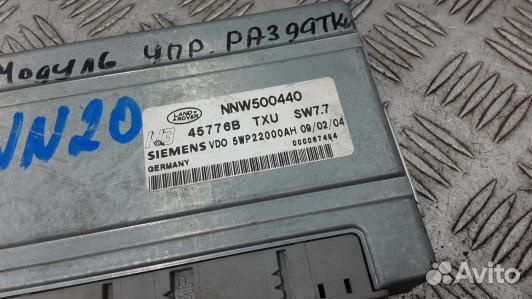 МОДУЛЬ УПР. РАЗДАТК
VN20
LAND ROVER
NNW500440
45776B TXU SW7.7
SIEMENS VDO 5WP22000AH 09/02/04
GERMANY
000067494
Avito